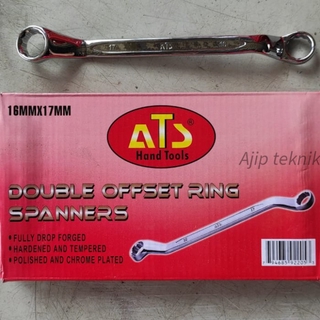 ATS
16MMX17MM
ATS
Hand Tools
Ajip teknik
DOUBLE OFFSET RING
SPANNERS
• FULLY DROP FORGED
• HARDENED AND TEMPERED
• POLISHED AND CHROME PLATED